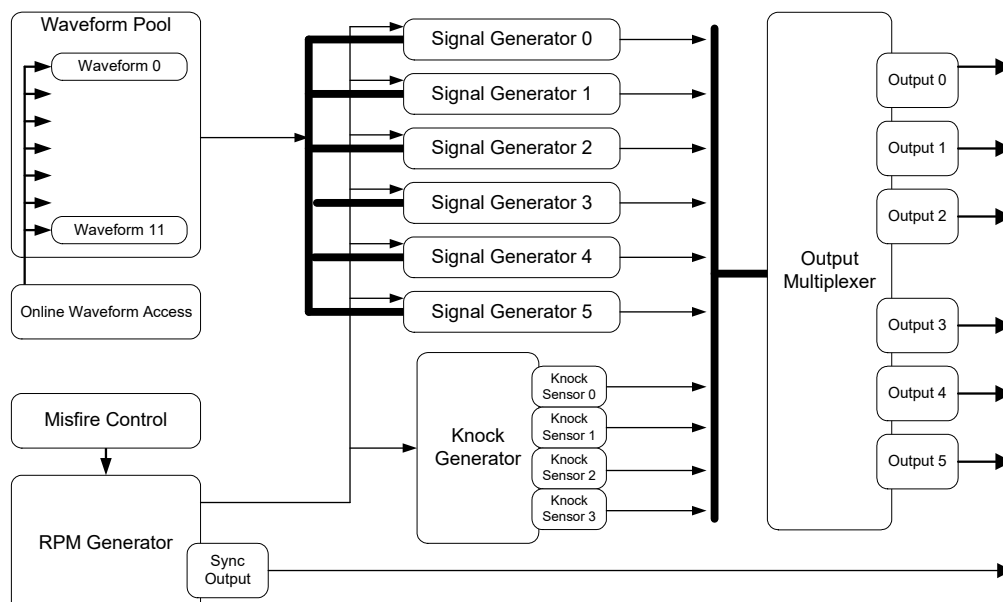 Waveform Pool
Waveform 0
Waveform 11
Online Waveform Access
Misfire Control
RPM Generator
Sync
Output
Signal Generator 0
Signal Generator 1
Signal Generator 2
Signal Generator 3
Signal Generator 4
Signal Generator 5
Knock
Generator
Knock
Sensor 0
Knock
Sensor 1
Knock
Sensor 2
Knock
Sensor 3
Output
Multiplexer
Output 0
Output 1
Output 2
Output 3
Output 4
Output 5